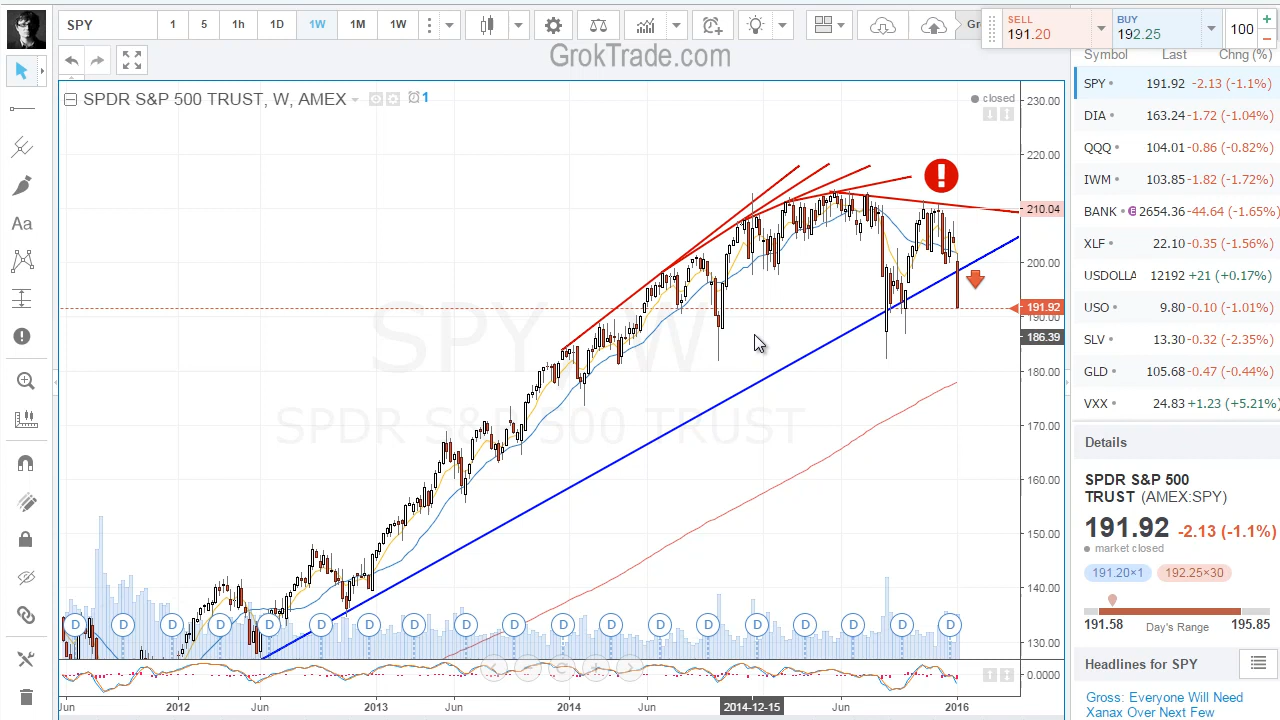 SPY
1
5
1h
1D
1W
1M
1W
Gr
SELL
191.20
BUY
192.25
100
GrokTrade.com
SPDR S&P 500 TRUST, W, AMEX
1
closed
230.00
220.00
210.04
200.00
191.92
190.00
186.39
180.00
170.00
160.00
150.00
140.00
130.00
0.0000
SPY, W
SPDR S&P 500 TRUST
Aa
D D D D D D D D D D D D D D D D D D D
Jun
2012
Jun
2013
Jun
2014
Jun
2014-12-15
Jun
2016
Symbol Last Chng (%)
SPY 191.92 -2.13 (-1.1%)
DIA 163.24 -1.72 (-1.04%)
QQQ 104.01 -0.86 (-0.82%)
IWM 103.85 -1.82 (-1.72%)
BANK E 2654.36 -44.64 (-1.65%)
XLF 22.10 -0.35 (-1.56%)
USDOLLA 12192 +21 (+0.17%)
USO 9.80 -0.10 (-1.01%)
SLV 13.30 -0.32 (-2.35%)
GLD 105.68 -0.47 (-0.44%)
VXX 24.83 +1.23 (+5.21%)
Details
SPDR S&P 500
TRUST (AMEX:SPY)
191.92 -2.13 (-1.1%)
market closed
191.20×1 192.25×30
191.58 Day's Range 195.85
Headlines for SPY
Gross: Everyone Will Need
Xanax Over Next Few